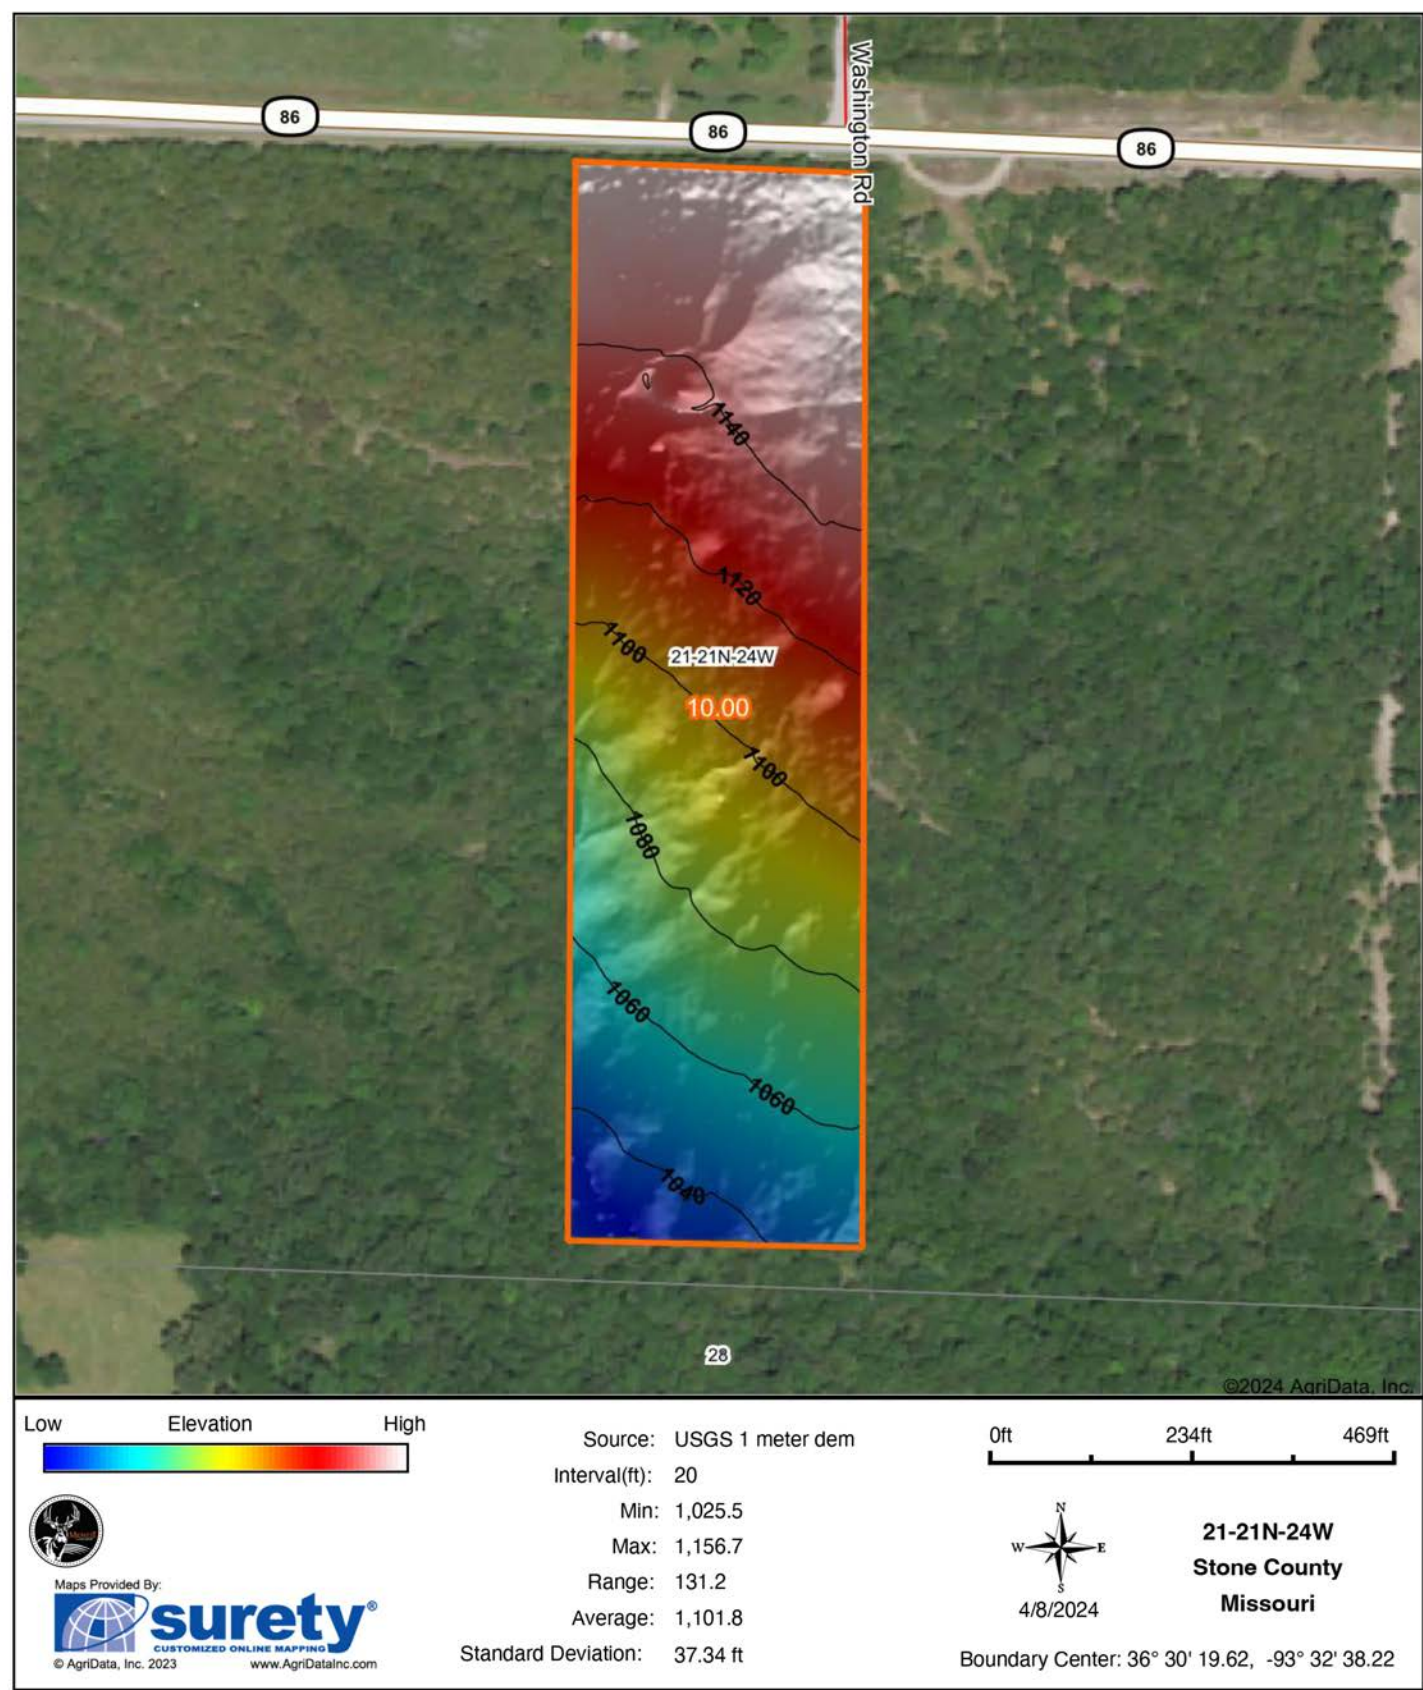 Washington Rd
86
86
86
1140
1120
1100
21-21N-24W
10.00
1100
1080
1060
1060
1040
28
©2024 AgriData, Inc.
Low Elevation High
Source: USGS 1 meter dem
Interval(ft): 20
Min: 1,025.5
Max: 1,156.7
Range: 131.2
Average: 1,101.8
Standard Deviation: 37.34 ft
0ft 234ft 469ft
N
W E
S
4/8/2024
21-21N-24W
Stone County
Missouri
Boundary Center: 36° 30' 19.62, -93° 32' 38.22
Maps Provided By:
surety®
CUSTOMIZED ONLINE MAPPING
© AgriData, Inc. 2023 www.AgriDataInc.com